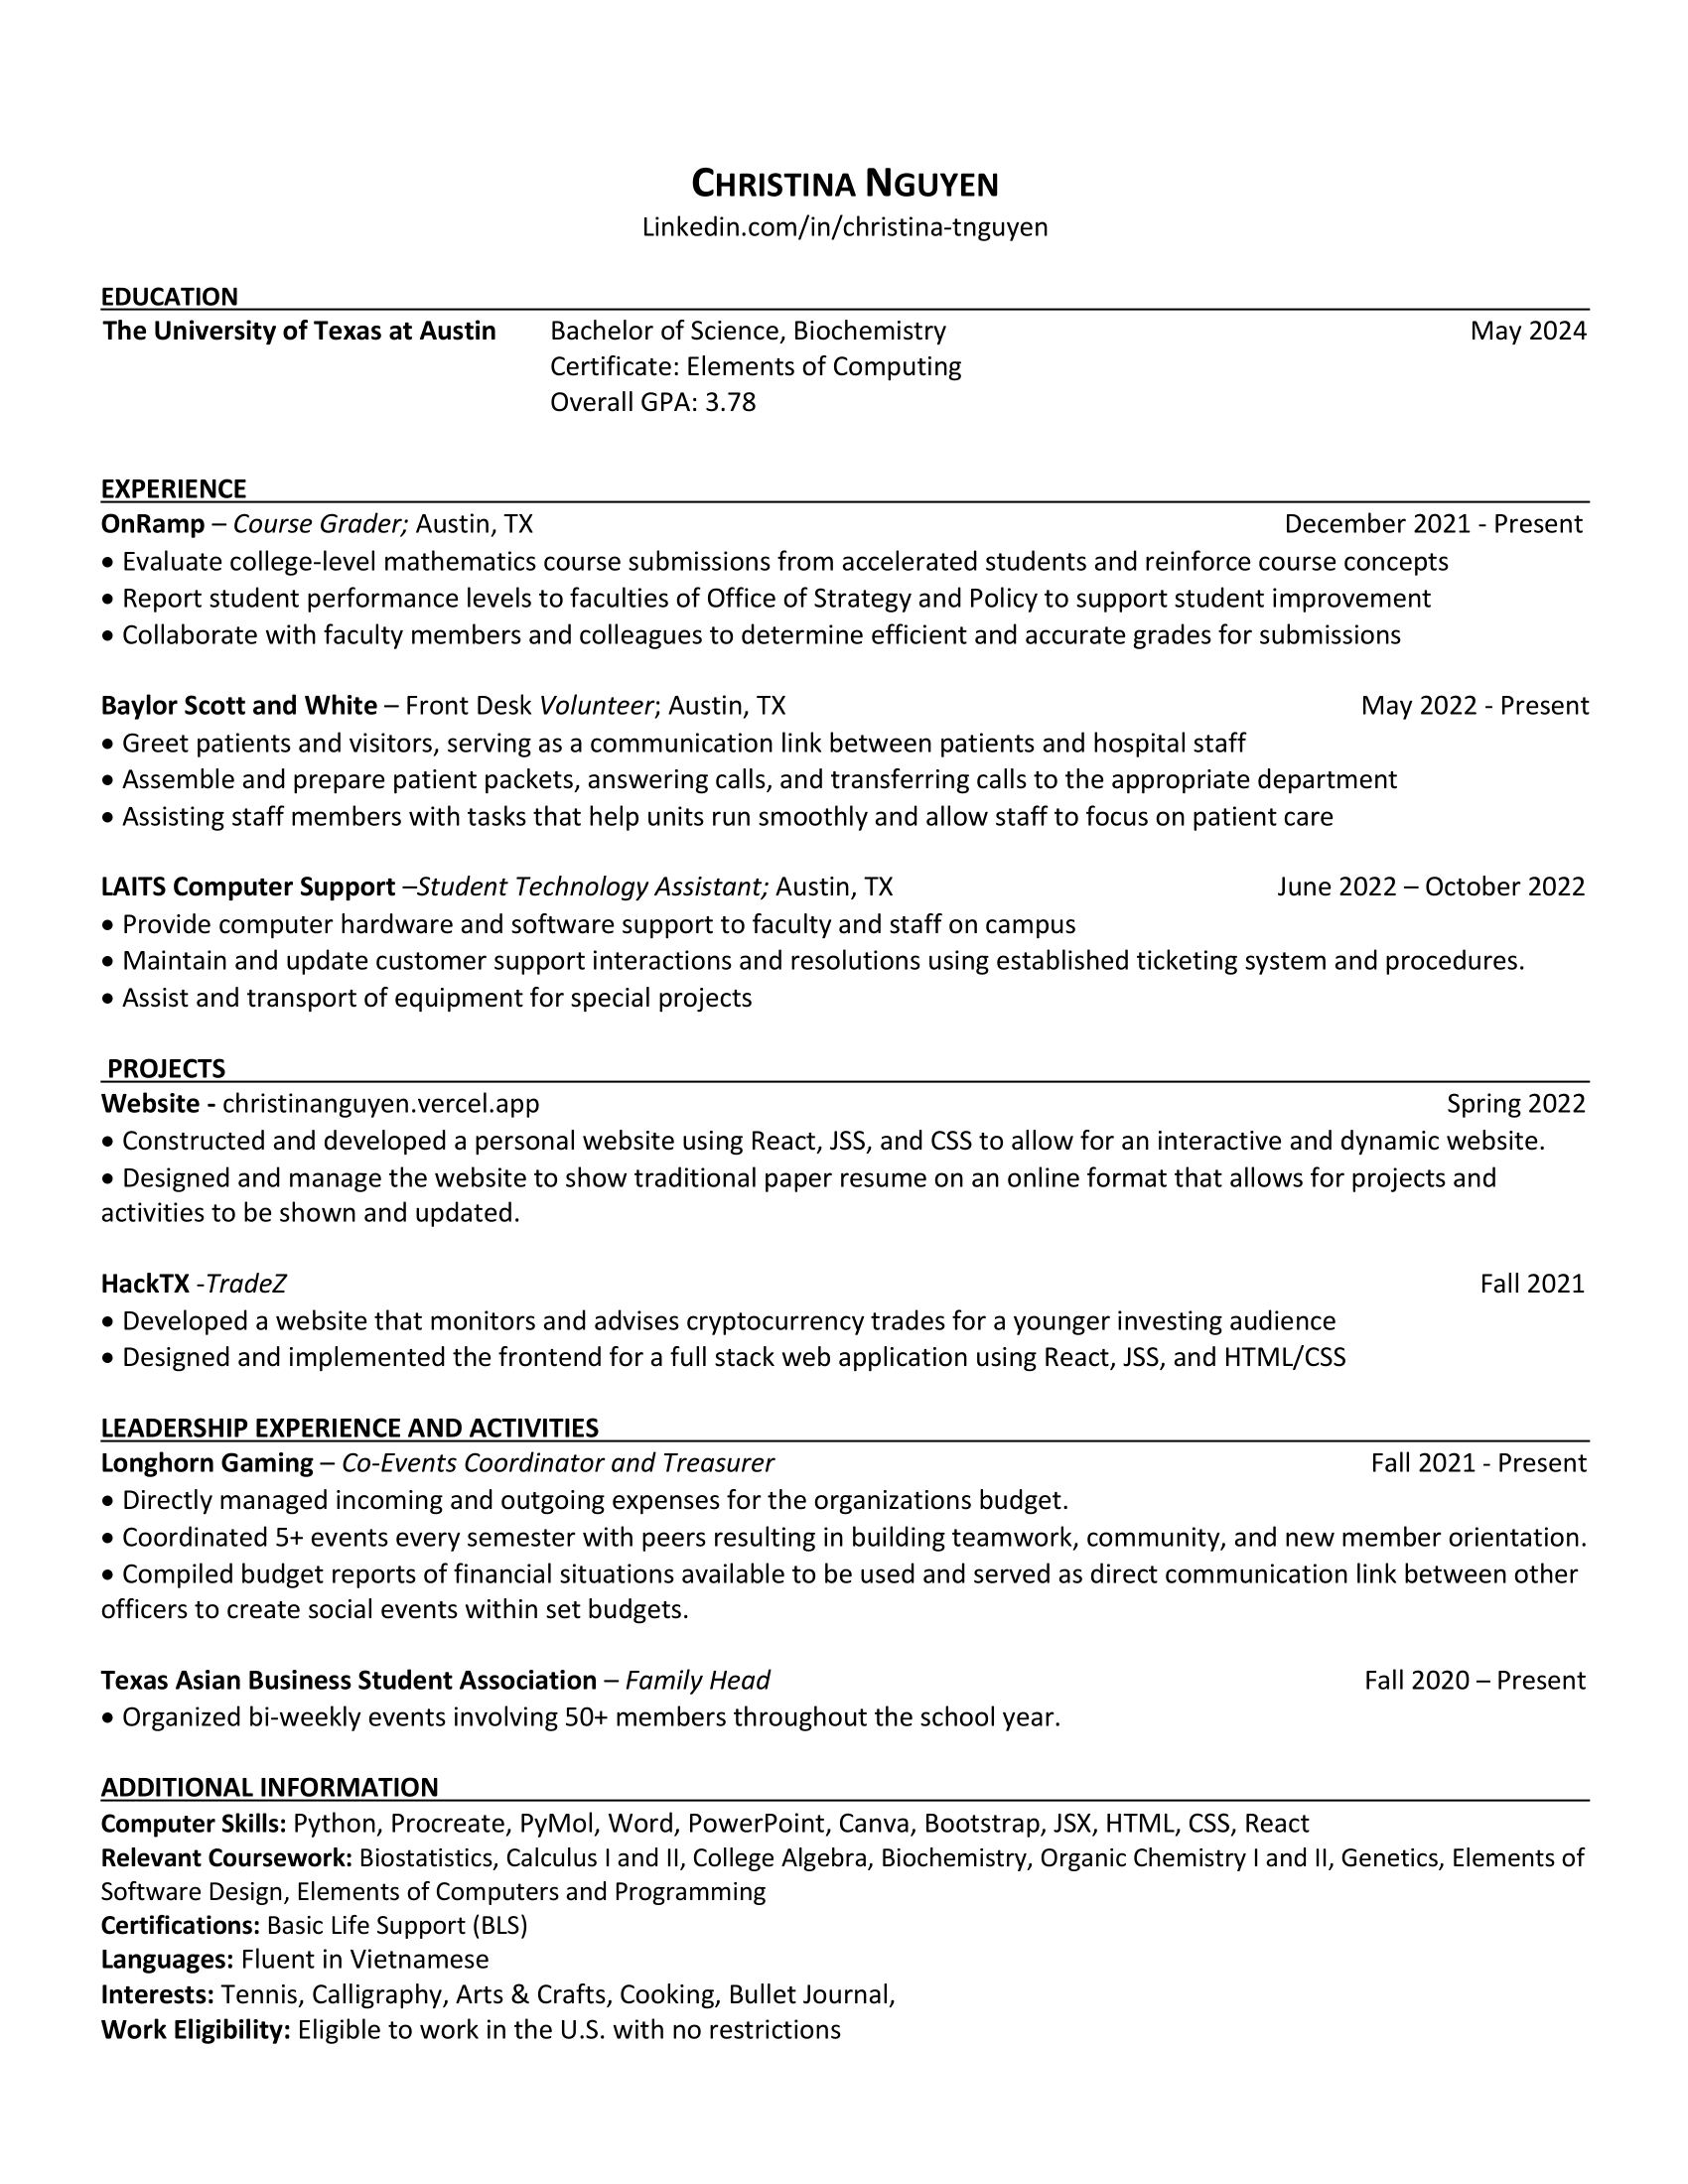 CHRISTINA NGUYEN
Linkedin.com/in/christina-tnguyen
EDUCATION
The University of Texas at Austin Bachelor of Science, Biochemistry May 2024
Certificate: Elements of Computing
Overall GPA: 3.78
EXPERIENCE
OnRamp – Course Grader; Austin, TX December 2021 - Present
• Evaluate college-level mathematics course submissions from accelerated students and reinforce course concepts
• Report student performance levels to faculties of Office of Strategy and Policy to support student improvement
• Collaborate with faculty members and colleagues to determine efficient and accurate grades for submissions
Baylor Scott and White – Front Desk Volunteer; Austin, TX May 2022 - Present
• Greet patients and visitors, serving as a communication link between patients and hospital staff
• Assemble and prepare patient packets, answering calls, and transferring calls to the appropriate department
• Assisting staff members with tasks that help units run smoothly and allow staff to focus on patient care
LAITS Computer Support –Student Technology Assistant; Austin, TX June 2022 – October 2022
• Provide computer hardware and software support to faculty and staff on campus
• Maintain and update customer support interactions and resolutions using established ticketing system and procedures.
• Assist and transport of equipment for special projects
PROJECTS
Website - christinanguyen.vercel.app Spring 2022
• Constructed and developed a personal website using React, JSS, and CSS to allow for an interactive and dynamic website.
• Designed and manage the website to show traditional paper resume on an online format that allows for projects and
activities to be shown and updated.
HackTX -TradeZ Fall 2021
• Developed a website that monitors and advises cryptocurrency trades for a younger investing audience
• Designed and implemented the frontend for a full stack web application using React, JSS, and HTML/CSS
LEADERSHIP EXPERIENCE AND ACTIVITIES
Longhorn Gaming – Co-Events Coordinator and Treasurer Fall 2021 - Present
• Directly managed incoming and outgoing expenses for the organizations budget.
• Coordinated 5+ events every semester with peers resulting in building teamwork, community, and new member orientation.
• Compiled budget reports of financial situations available to be used and served as direct communication link between other
officers to create social events within set budgets.
Texas Asian Business Student Association – Family Head Fall 2020 – Present
• Organized bi-weekly events involving 50+ members throughout the school year.
ADDITIONAL INFORMATION
Computer Skills: Python, Procreate, PyMol, Word, PowerPoint, Canva, Bootstrap, JSX, HTML, CSS, React
Relevant Coursework: Biostatistics, Calculus I and II, College Algebra, Biochemistry, Organic Chemistry I and II, Genetics, Elements of
Software Design, Elements of Computers and Programming
Certifications: Basic Life Support (BLS)
Languages: Fluent in Vietnamese
Interests: Tennis, Calligraphy, Arts & Crafts, Cooking, Bullet Journal,
Work Eligibility: Eligible to work in the U.S. with no restrictions